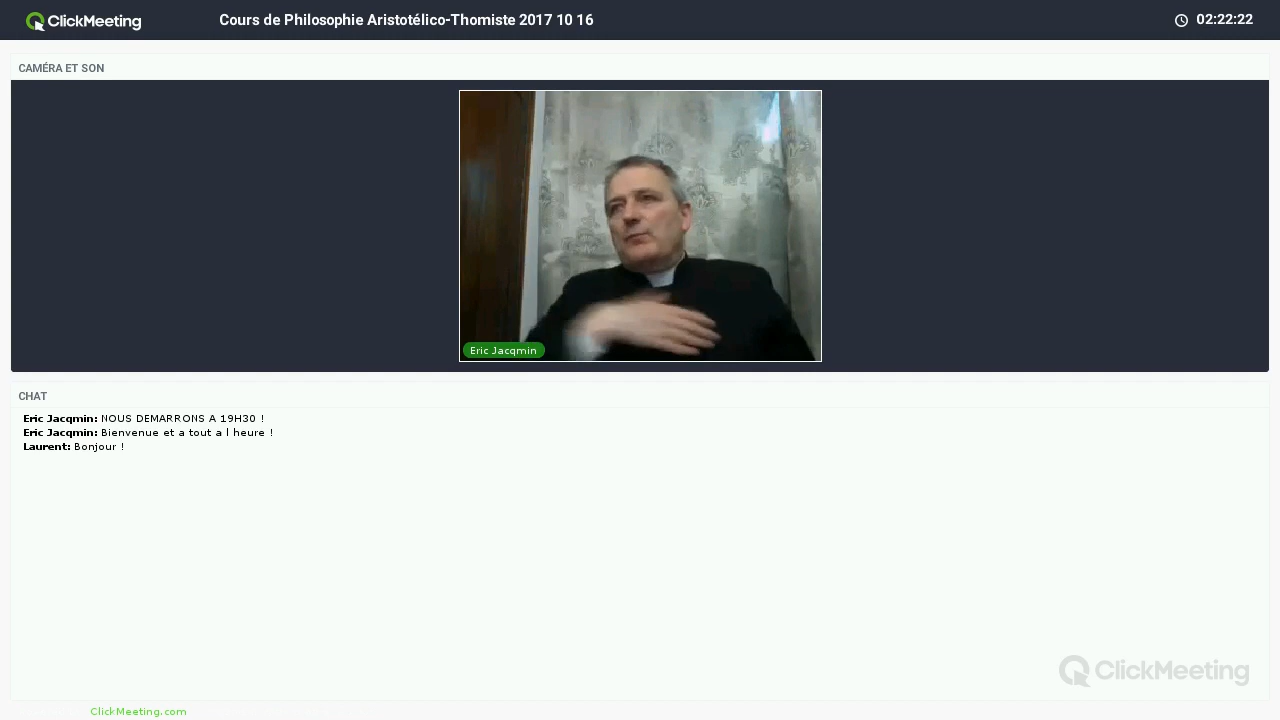 ClickMeeting
Cours de Philosophie Aristotélico-Thomiste 2017 10 16
02:22:22
CAMÉRA ET SON
Eric Jacqmin
CHAT
Eric Jacqmin: NOUS DEMARRONS A 19H30 !
Eric Jacqmin: Bienvenue et a tout a l heure !
Laurent: Bonjour !
ClickMeeting
ClickMeeting.com